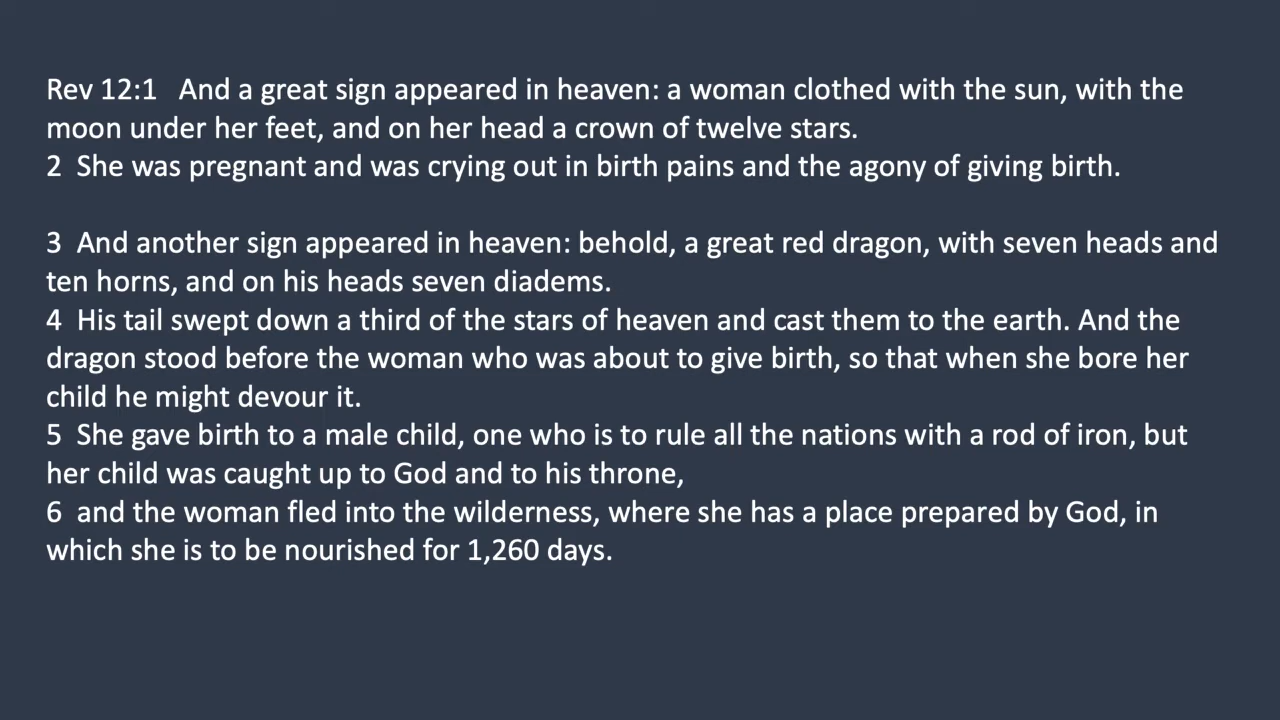 Rev 12:1   And a great sign appeared in heaven: a woman clothed with the sun, with the
moon under her feet, and on her head a crown of twelve stars.
2  She was pregnant and was crying out in birth pains and the agony of giving birth.
3  And another sign appeared in heaven: behold, a great red dragon, with seven heads and
ten horns, and on his heads seven diadems.
4  His tail swept down a third of the stars of heaven and cast them to the earth. And the
dragon stood before the woman who was about to give birth, so that when she bore her
child he might devour it.
5  She gave birth to a male child, one who is to rule all the nations with a rod of iron, but
her child was caught up to God and to his throne,
6  and the woman fled into the wilderness, where she has a place prepared by God, in
which she is to be nourished for 1,260 days.